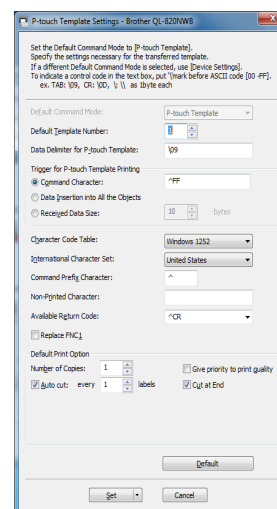 P-touch Template Settings - Brother QL-820NWB
Set the Default Command Mode to [P-touch
Template].
Specify the settings necessary for the transferred template.
If a different Default Command Mode is
selected, use [Device Settings].
To indicate a control code in the text box, put '\'mark before ASCII code [00 -FF].
ex. TAB: \09, CR: \0D, \: \\ as 1byte each
Default Command Mode: P-touch Template
Default Template Number: 1
Data Delimiter for P-touch Template: \09
Trigger for P-touch Template Printing
Command Character: ^FF
Data Insertion into All the Objects
Received Data Size: 10 bytes
Character Code Table: Windows 1252
International Character Set: United States
Command Prefix Character: ^
Non-Printed Character:
Available Return Code: ^CR
Replace FNC1
Default Print Option
Number of Copies: 1 Give priority to print quality
Auto cut: every 1 labels Cut at End
Default
Set Cancel